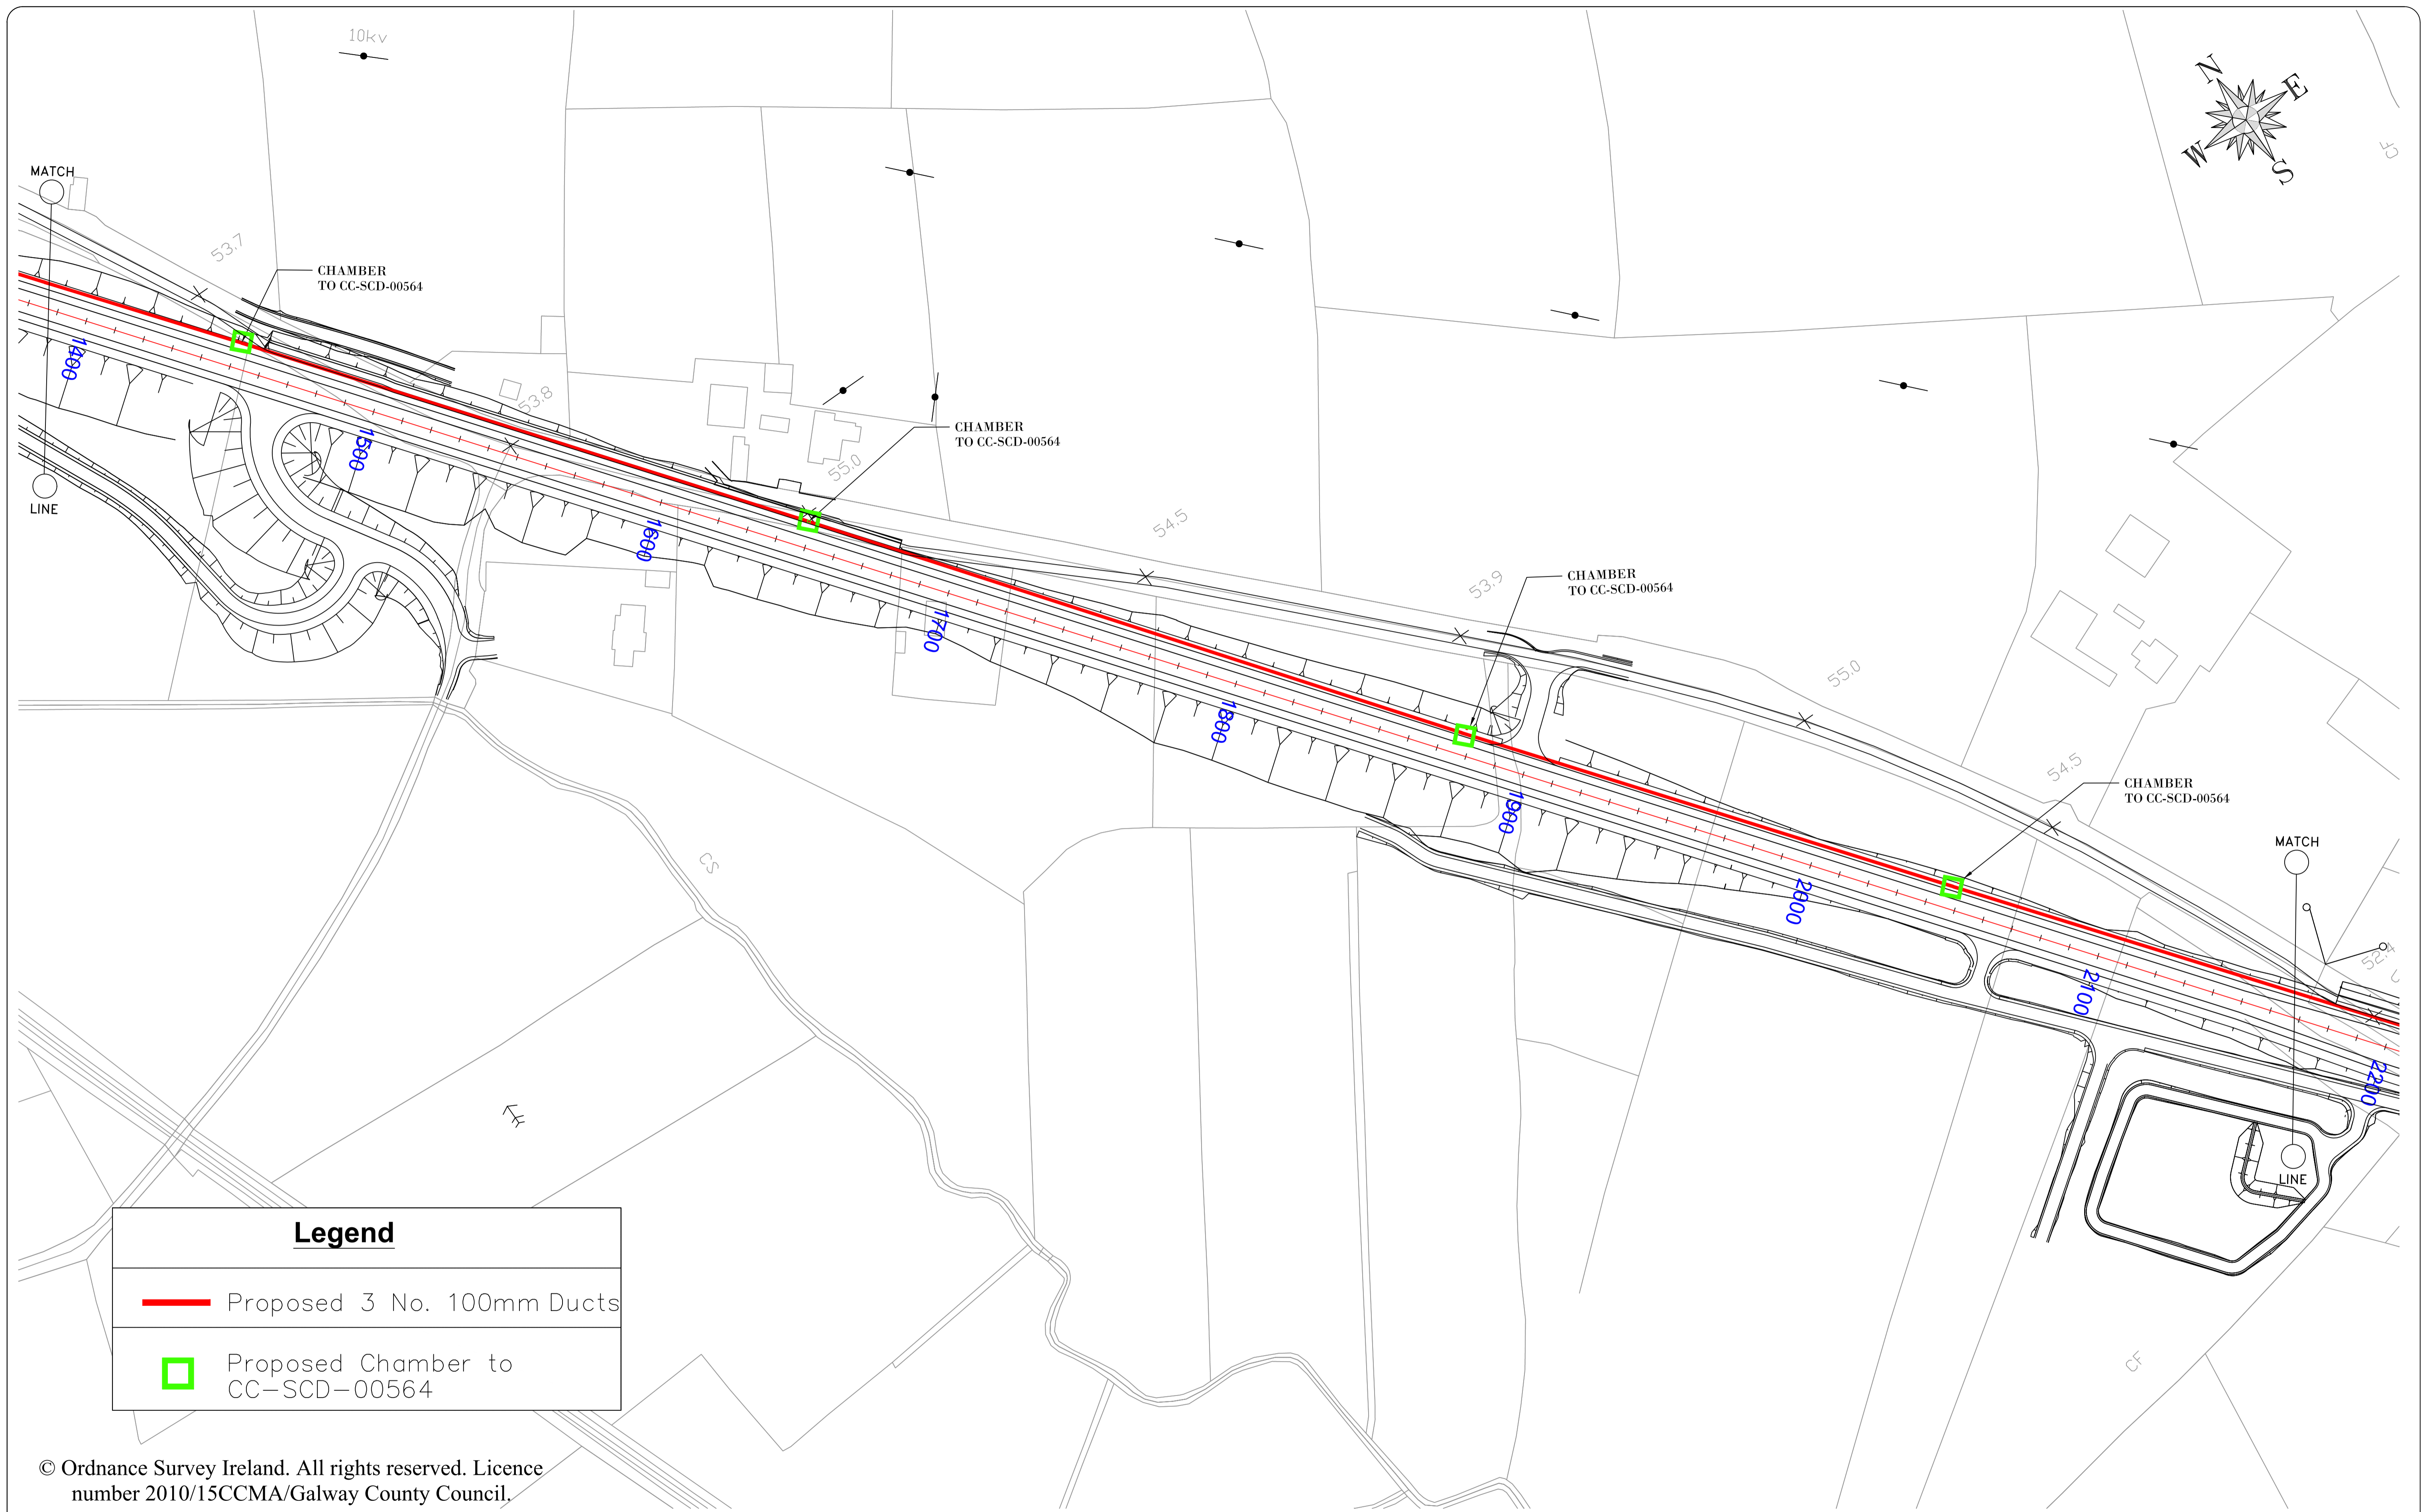 10kv
N
E
W
S
CF
MATCH
53.7
CHAMBER
TO CC-SCD-00564
1400
53.8
CHAMBER
TO CC-SCD-00564
1500
55.0
LINE
54.5
1600
53.9
CHAMBER
TO CC-SCD-00564
1700
55.0
1800
54.5
CHAMBER
TO CC-SCD-00564
1900
MATCH
CS
2000
52.4
2100
2200
LINE
Legend
Proposed 3 No. 100mm Ducts
Proposed Chamber to
CC-SCD-00564
CF
© Ordnance Survey Ireland. All rights reserved. Licence
number 2010/15CCMA/Galway County Council.